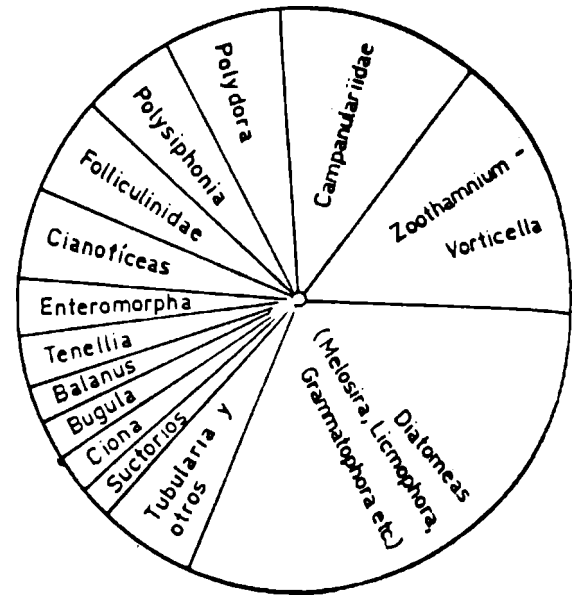 Campanulariidae
Zoothamnium -
Vorticella
Diatomeas
(Melosira, Licmophora,
Grammatophora etc.)
Tubularia y
otros
Suctorios
Ciona
Bugula
Balanus
Tenellia
Enteromorpha
Cianofíceas
Folliculinidae
Polysiphonia
Polydora